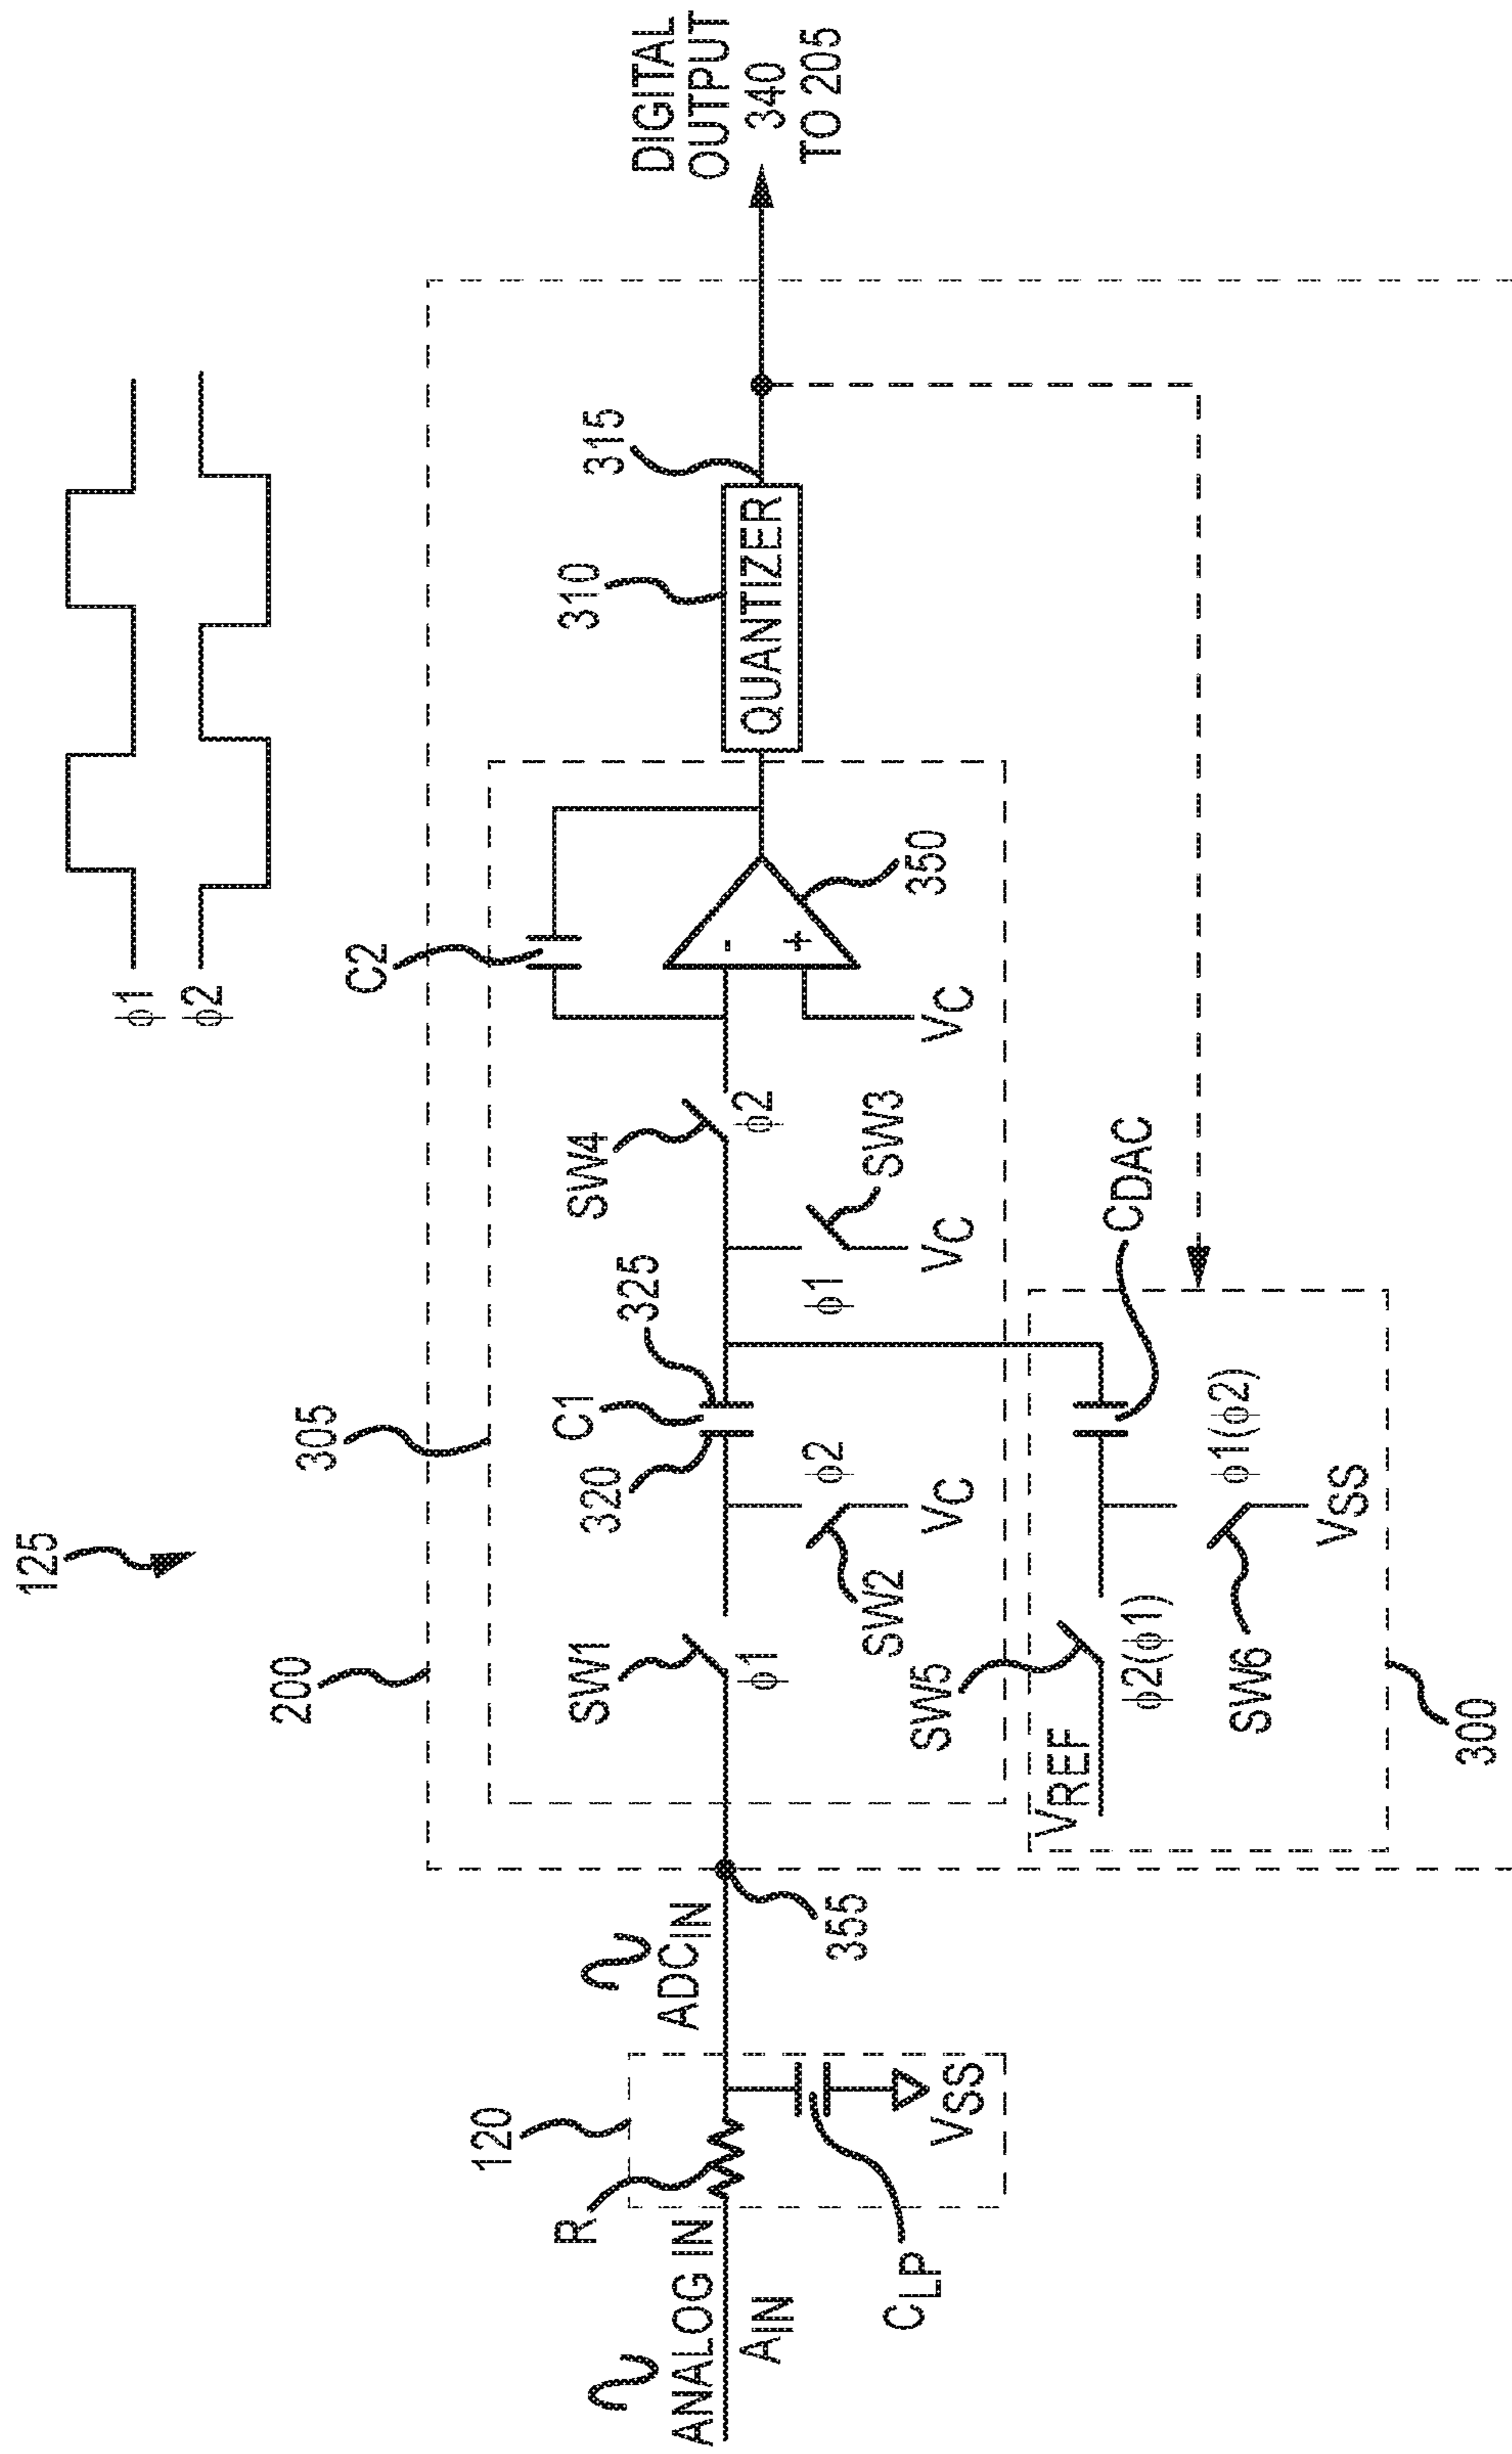 125
ϕ1
ϕ2
200
305
C2
310
315
DIGITAL
OUTPUT
340
TO 205
120
R
ANALOG IN
AIN
CLP
VSS
ADCIN
355
SW1
ϕ1
320
C1
325
SW2
ϕ2
VC
SW4
ϕ2
SW3
ϕ1
VC
-
+
VC
350
QUANTIZER
VREF
SW5
ϕ2(ϕ1)
SW6
ϕ1(ϕ2)
VSS
CDAC
300